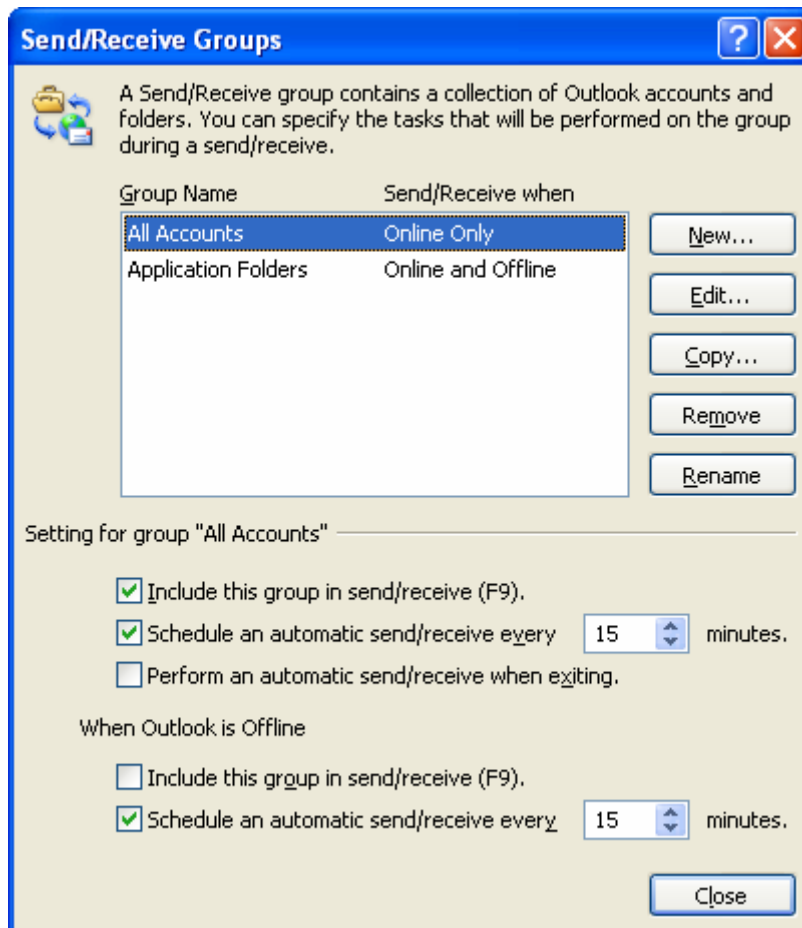 Send/Receive Groups
A Send/Receive group contains a collection of Outlook accounts and
folders. You can specify the tasks that will be performed on the group
during a send/receive.
Group Name Send/Receive when
All Accounts Online Only
Application Folders Online and Offline
New...
Edit...
Copy...
Remove
Rename
Setting for group "All Accounts"
Include this group in send/receive (F9).
Schedule an automatic send/receive every 15 minutes.
Perform an automatic send/receive when exiting.
When Outlook is Offline
Include this group in send/receive (F9).
Schedule an automatic send/receive every 15 minutes.
Close